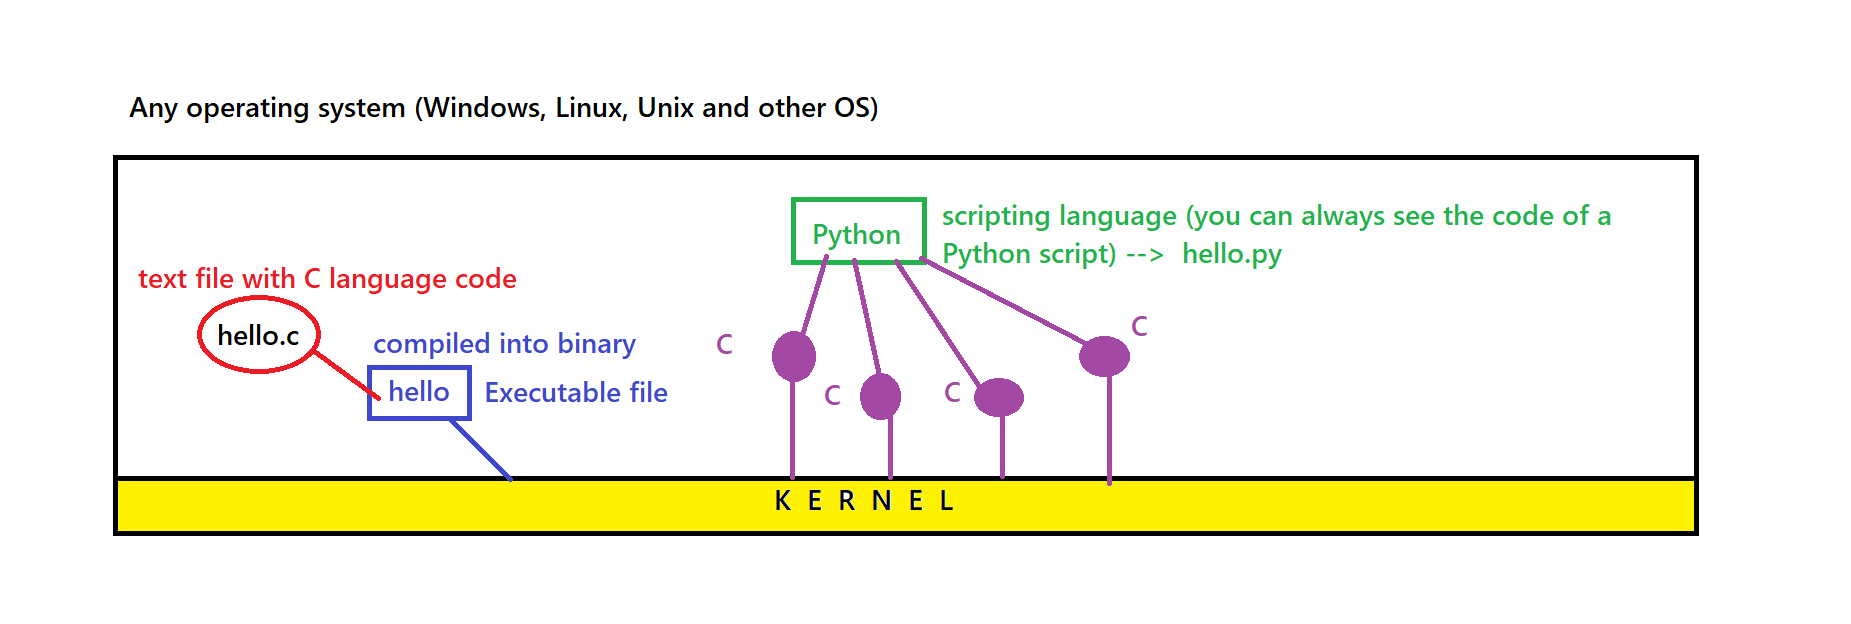 Any operating system (Windows, Linux, Unix and other OS)
Python
scripting language (you can always see the code of a
Python script) --> hello.py
text file with C language code
hello.c
compiled into binary
hello
Executable file
C
C
C
C
K E R N E L